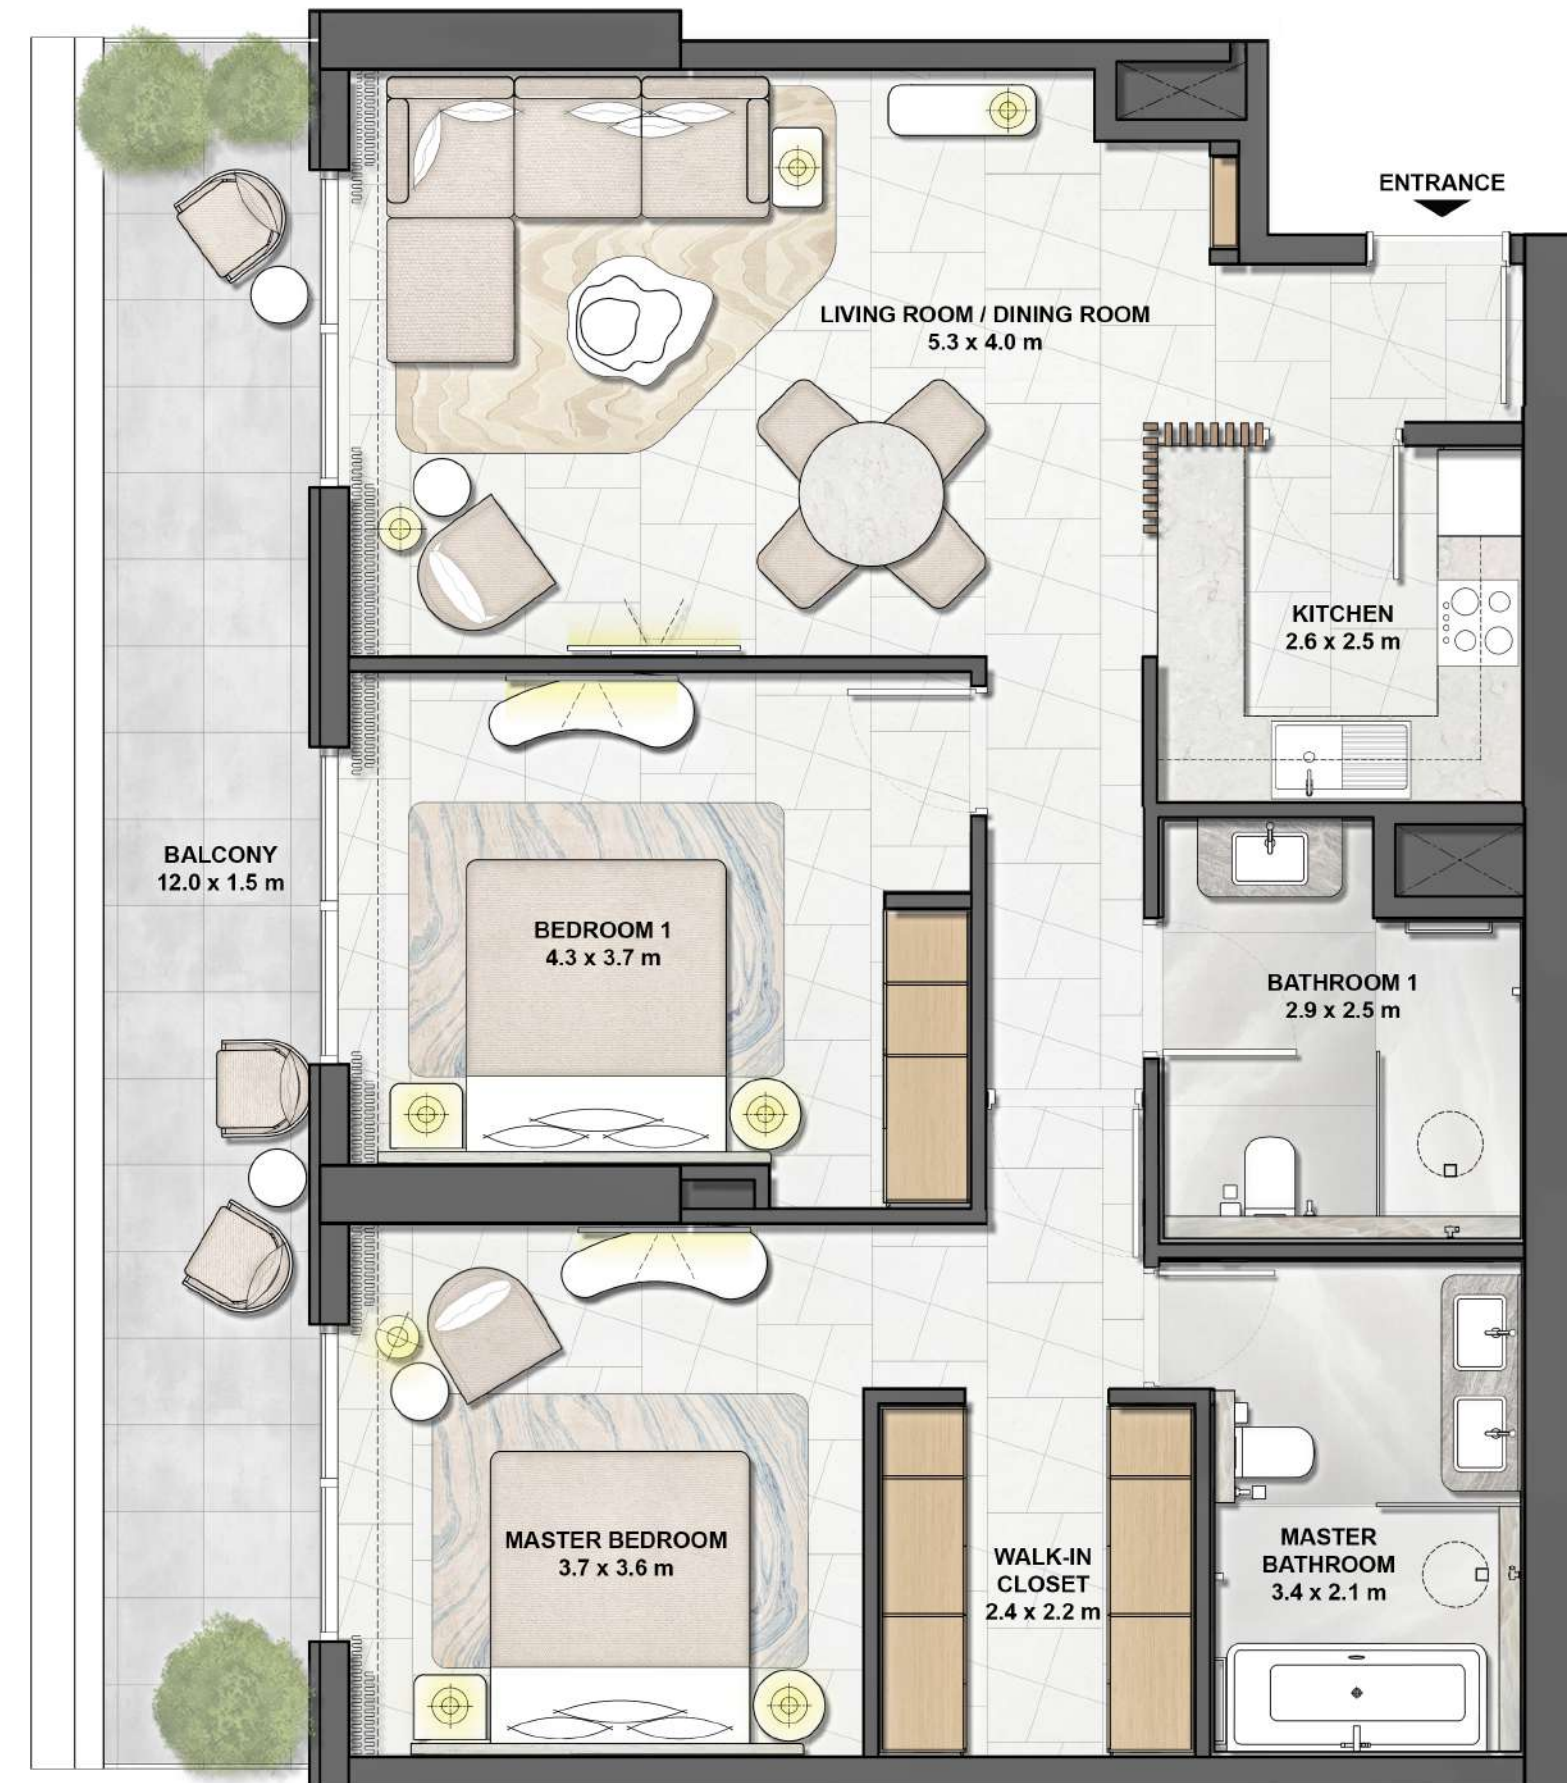 ENTRANCE
LIVING ROOM / DINING ROOM
5.3 x 4.0 m
KITCHEN
2.6 x 2.5 m
BALCONY
12.0 x 1.5 m
BEDROOM 1
4.3 x 3.7 m
BATHROOM 1
2.9 x 2.5 m
MASTER BEDROOM
3.7 x 3.6 m
WALK-IN
CLOSET
2.4 x 2.2 m
MASTER
BATHROOM
3.4 x 2.1 m